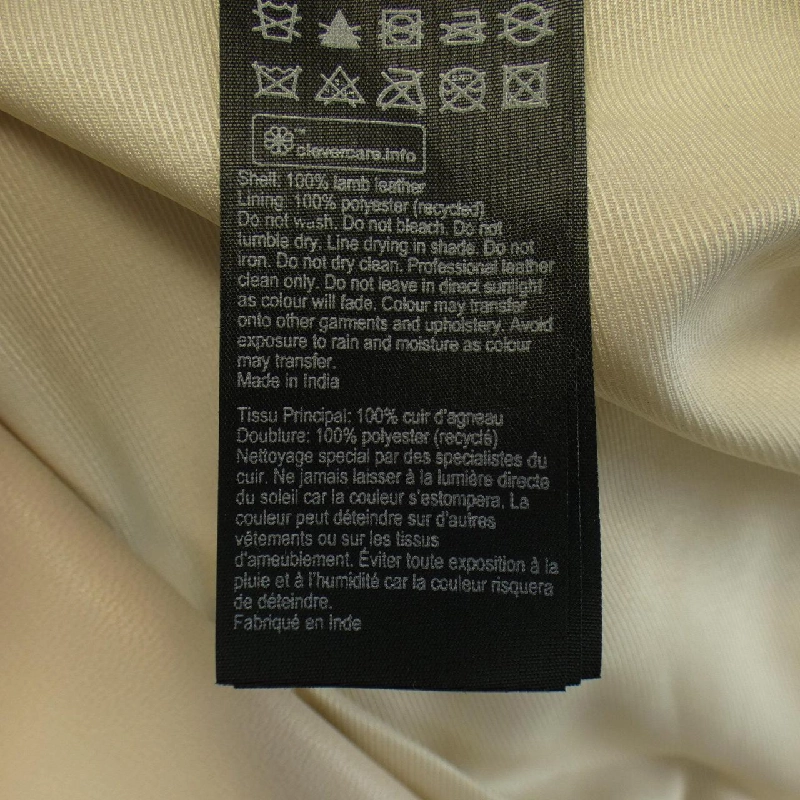 ™
clevercare.info
Shell: 100% lamb leather
Lining: 100% polyester (recycled)
Do not wash. Do not bleach. Do not
tumble dry. Line drying in shade. Do not
iron. Do not dry clean. Professional leather
clean only. Do not leave in direct sunlight
as colour will fade. Colour may transfer
onto other garments and upholstery. Avoid
exposure to rain and moisture as colour
may transfer.
Made in India
Tissu Principal: 100% cuir d'agneau
Doublure: 100% polyester (recyclé)
Nettoyage special par des specialistes du
cuir. Ne jamais laisser à la lumière directe
du soleil car la couleur s'estompera. La
couleur peut déteindre sur d'autres
vêtements ou sur les tissus
d'ameublement. Éviter toute exposition à la
pluie et à l'humidité car la couleur risquera
de déteindre.
Fabriqué en Inde